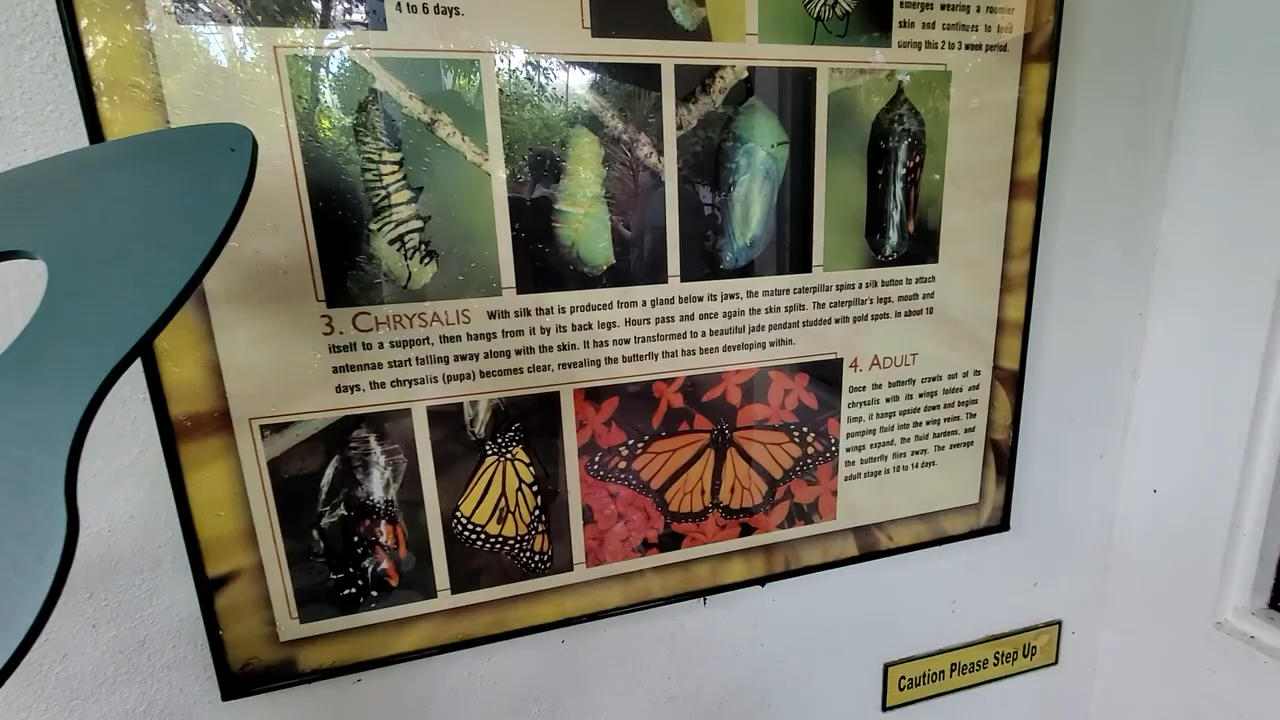 4 to 6 days.
emerges wearing a roomier
skin and continues to feed
during this 2 to 3 week period.
3. CHRYSALIS With silk that is produced from a gland below its jaws, the mature caterpillar spins a silk button to attach
itself to a support, then hangs from it by its back legs. Hours pass and once again the skin splits. The caterpillar's legs, mouth and
antennae start falling away along with the skin. It has now transformed to a beautiful jade pendant studded with gold spots. In about 10
days, the chrysalis (pupa) becomes clear, revealing the butterfly that has been developing within.
4. ADULT
Once the butterfly crawls out of its
chrysalis with its wings folded and
limp, it hangs upside down and begins
pumping fluid into the wing veins. The
wings expand, the fluid hardens, and
the butterfly flies away. The average
adult stage is 10 to 14 days.
Caution Please Step Up